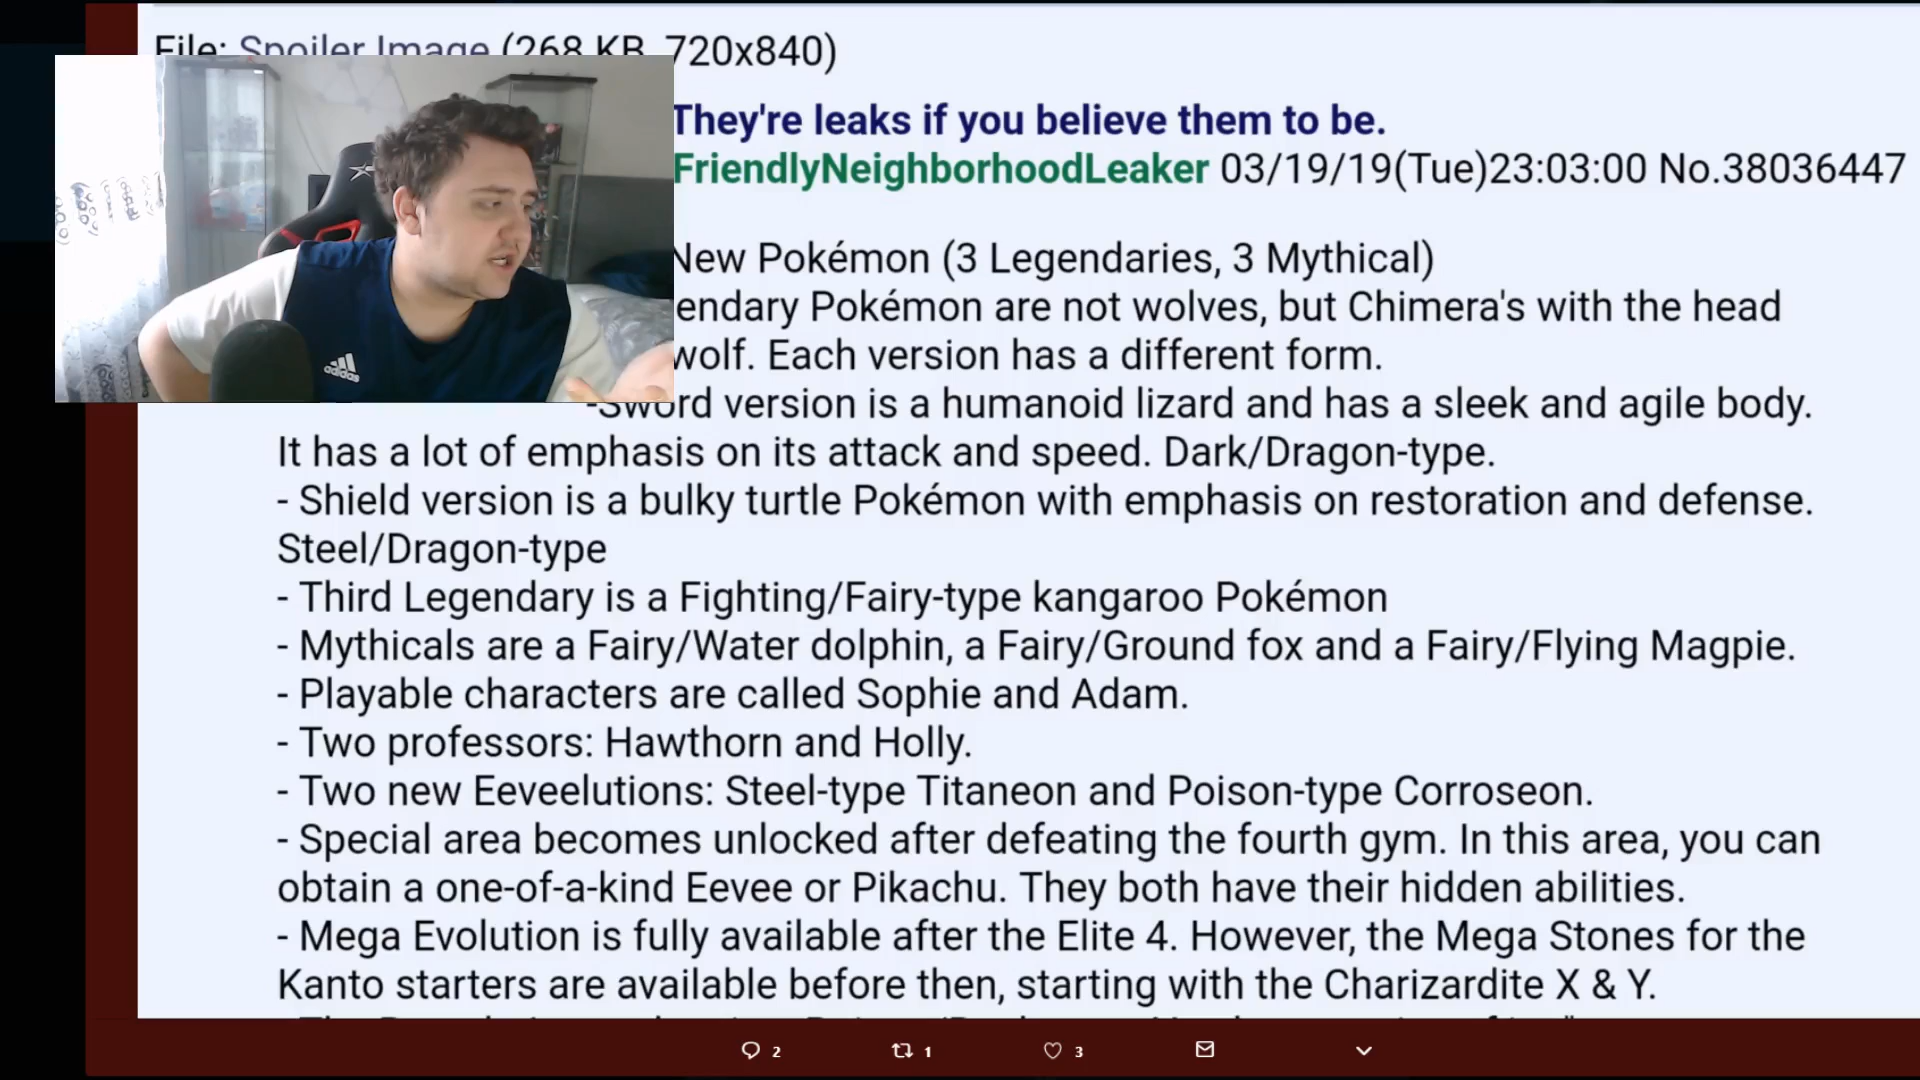 File: Spoiler Image (268 KB, 720x840)
They're leaks if you believe them to be.
FriendlyNeighborhoodLeaker 03/19/19(Tue)23:03:00 No.38036447
New Pokémon (3 Legendaries, 3 Mythical)
endary Pokémon are not wolves, but Chimera's with the head
wolf. Each version has a different form.
-Sword version is a humanoid lizard and has a sleek and agile body.
It has a lot of emphasis on its attack and speed. Dark/Dragon-type.
- Shield version is a bulky turtle Pokémon with emphasis on restoration and defense.
Steel/Dragon-type
- Third Legendary is a Fighting/Fairy-type kangaroo Pokémon
- Mythicals are a Fairy/Water dolphin, a Fairy/Ground fox and a Fairy/Flying Magpie.
- Playable characters are called Sophie and Adam.
- Two professors: Hawthorn and Holly.
- Two new Eeveelutions: Steel-type Titaneon and Poison-type Corroseon.
- Special area becomes unlocked after defeating the fourth gym. In this area, you can
obtain a one-of-a-kind Eevee or Pikachu. They both have their hidden abilities.
- Mega Evolution is fully available after the Elite 4. However, the Mega Stones for the
Kanto starters are available before then, starting with the Charizardite X & Y.
2 1 3
adidas